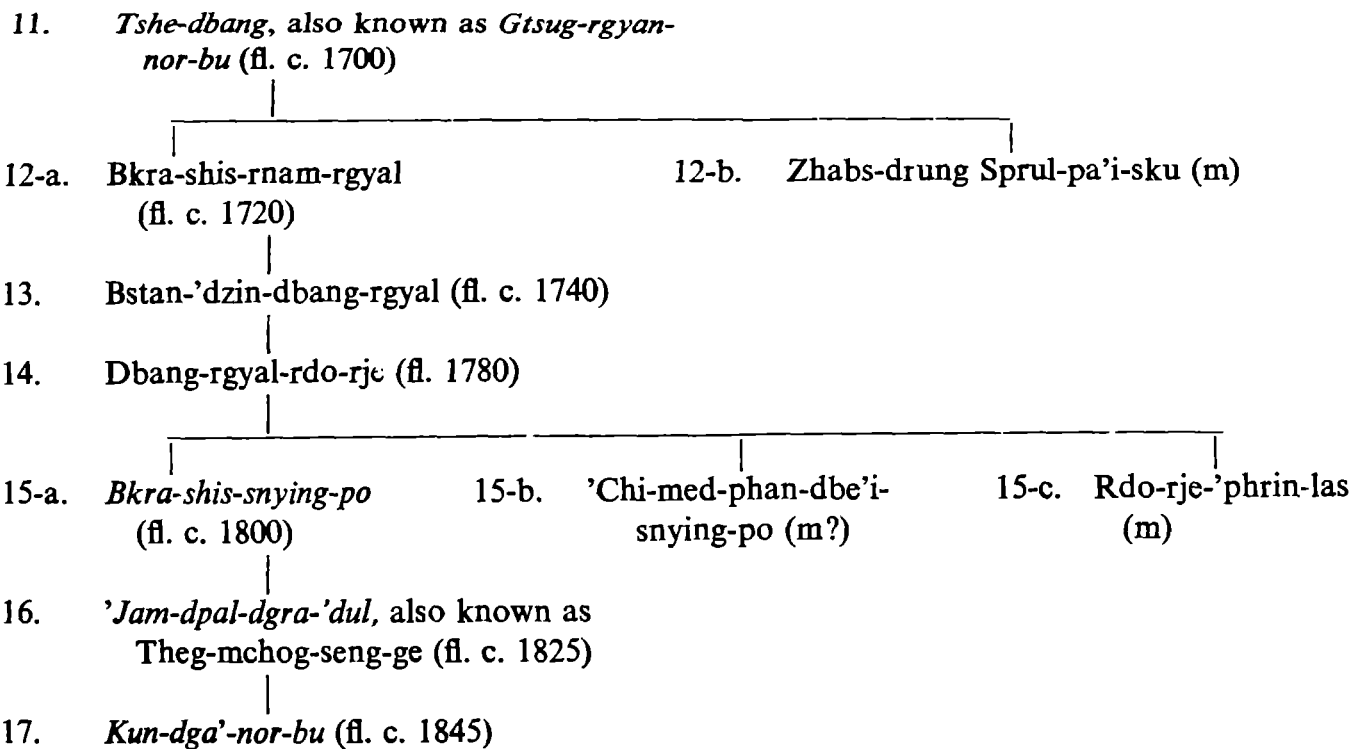 11. Tshe-dbang, also known as Gtsug-rgyan-
nor-bu (fl. c. 1700)
12-a. Bkra-shis-rnam-rgyal 12-b. Zhabs-drung Sprul-pa’i-sku (m)
(fl. c. 1720)
13. Bstan-’dzin-dbang-rgyal (fl. c. 1740)
14. Dbang-rgyal-rdo-rje (fl. 1780)
15-a. Bkra-shis-snying-po 15-b. ’Chi-med-phan-dbe’i- 15-c. Rdo-rje-’phrin-las
(fl. c. 1800) snying-po (m?) (m)
16. ’Jam-dpal-dgra-’dul, also known as
Theg-mchog-seng-ge (fl. c. 1825)
17. Kun-dga’-nor-bu (fl. c. 1845)